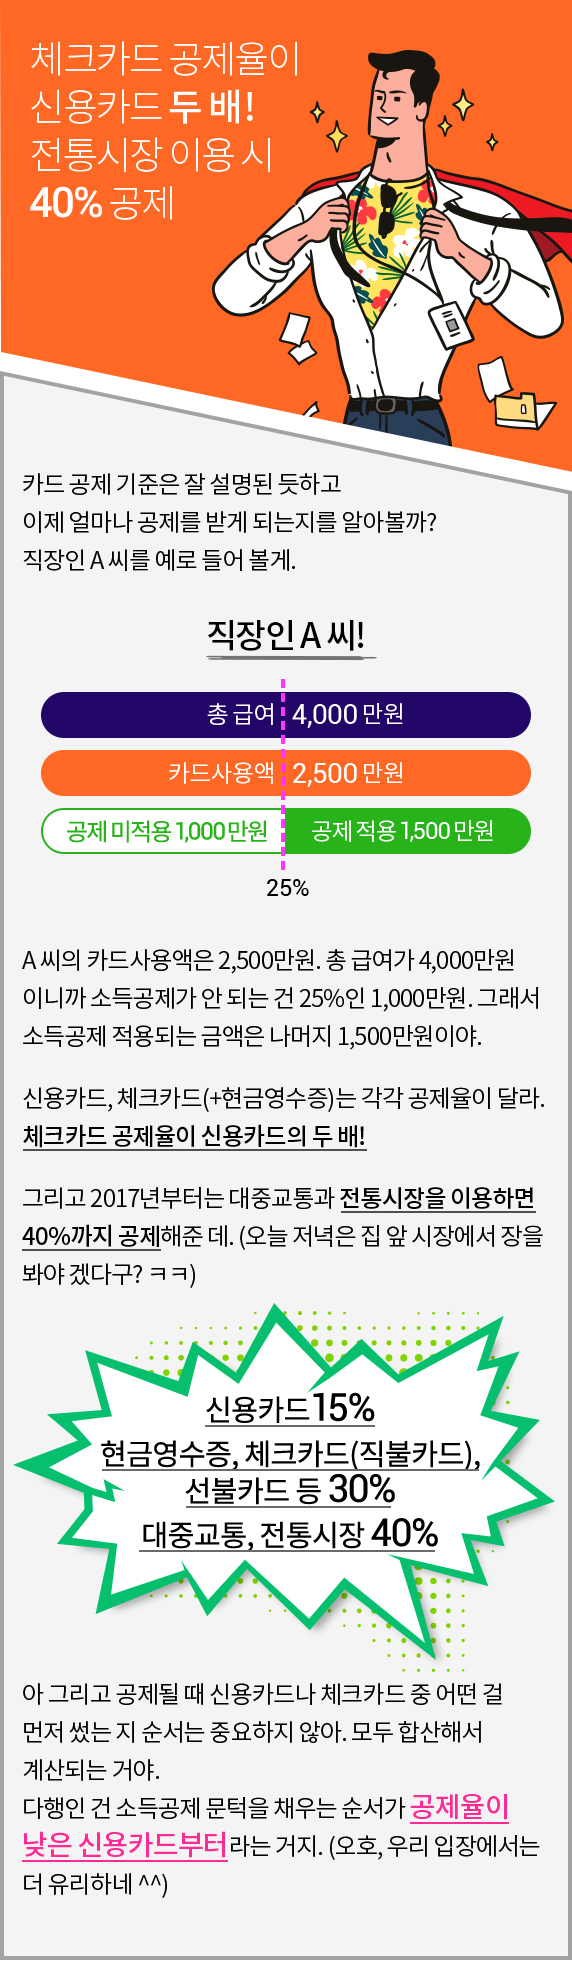 체크카드 공제율이
신용카드 두 배!
전통시장 이용 시
40% 공제
카드 공제 기준은 잘 설명된 듯하고
이제 얼마나 공제를 받게 되는지를 알아볼까?
직장인 A 씨를 예로 들어 볼게.
직장인 A 씨!
총 급여 4,000 만원
카드사용액 2,500 만원
공제 미적용 1,000 만원 공제 적용 1,500 만원
25%
A 씨의 카드사용액은 2,500만원. 총 급여가 4,000만원
이니까 소득공제가 안 되는 건 25%인 1,000만원. 그래서
소득공제 적용되는 금액은 나머지 1,500만원이야.
신용카드, 체크카드(+현금영수증)는 각각 공제율이 달라.
체크카드 공제율이 신용카드의 두 배!
그리고 2017년부터는 대중교통과 전통시장을 이용하면
40%까지 공제해준 데. (오늘 저녁은 집 앞 시장에서 장을
봐야 겠다구? ㅋㅋ)
신용카드15%
현금영수증, 체크카드(직불카드),
선불카드 등 30%
대중교통, 전통시장 40%
아 그리고 공제될 때 신용카드나 체크카드 중 어떤 걸
먼저 썼는 지 순서는 중요하지 않아. 모두 합산해서
계산되는 거야.
다행인 건 소득공제 문턱을 채우는 순서가 공제율이
낮은 신용카드부터라는 거지. (오호, 우리 입장에서는
더 유리하네 ^^)